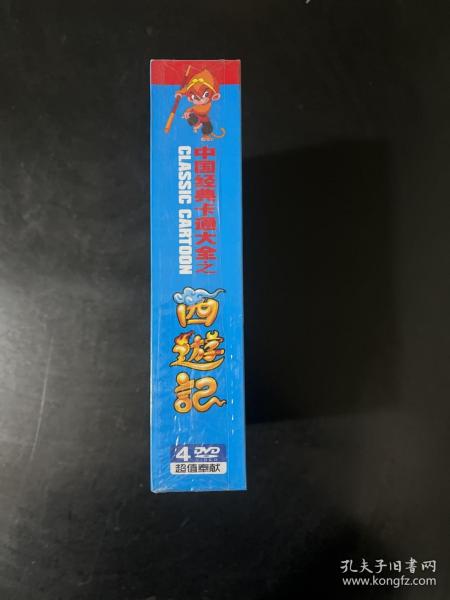 中国经典卡通大全之
CLASSIC CARTOON
西遊記
4 DVD
VIDEO
超值奉献
孔夫子旧书网
www.kongfz.com